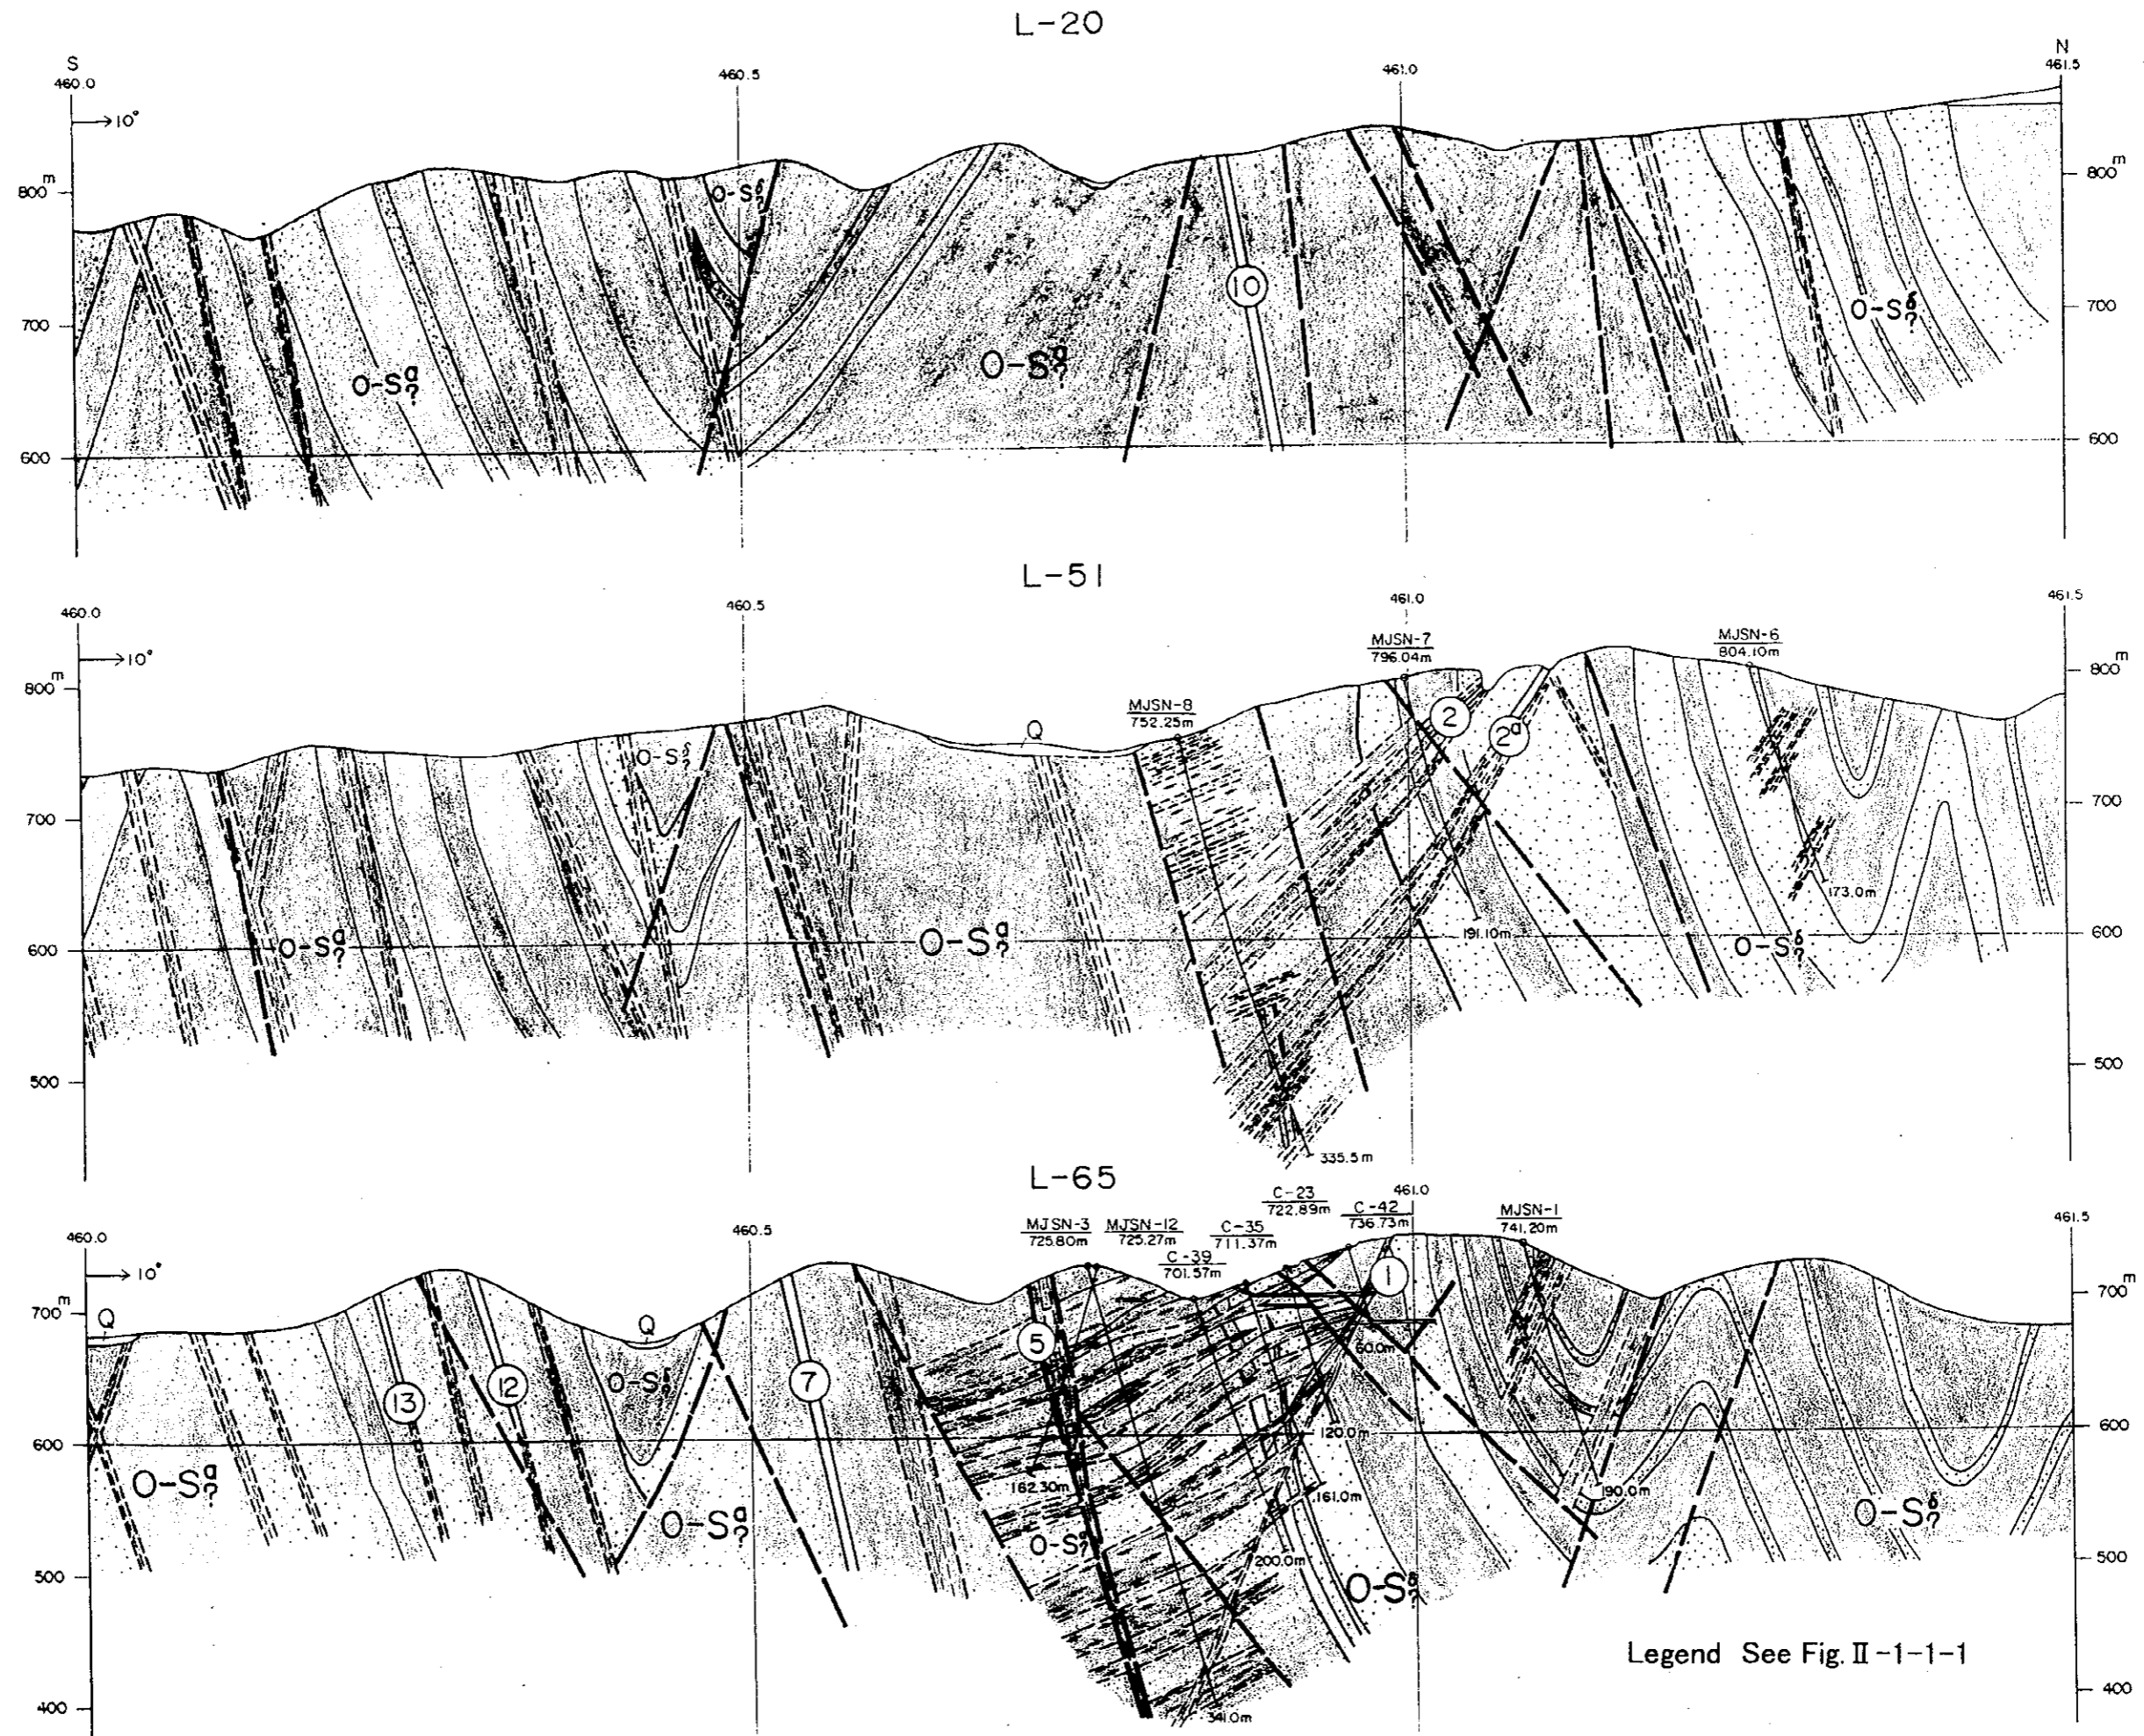 L-20
S
460.0
460.5
461.0
N
461.5
10°
m
800
700
600
m
800
700
600
O-S?δ
O-S?a
O-S?a
10
O-S?δ
L-51
460.0
460.5
461.0
461.5
10°
m
800
700
600
500
m
800
700
600
500
MJSN-8
752.25m
MJSN-7
796.04m
MJSN-6
804.10m
Q
O-S?δ
2
2a
O-S?a
O-S?a
O-S?δ
173.0m
191.10m
335.5m
L-65
460.0
460.5
461.0
461.5
10°
m
700
600
500
400
m
700
600
500
400
MJSN-3
725.80m
MJSN-12
725.27m
C-39
701.57m
C-35
711.37m
C-23
722.89m
C-42
736.73m
MJSN-1
741.20m
Q
Q
1
5
7
12
13
O-S?δ
O-S?a
O-S?a
O-S?a
O-S?δ
O-S?δ
60.0m
120.0m
162.30m
161.0m
190.0m
200.0m
341.0m
Legend See Fig. II-1-1-1